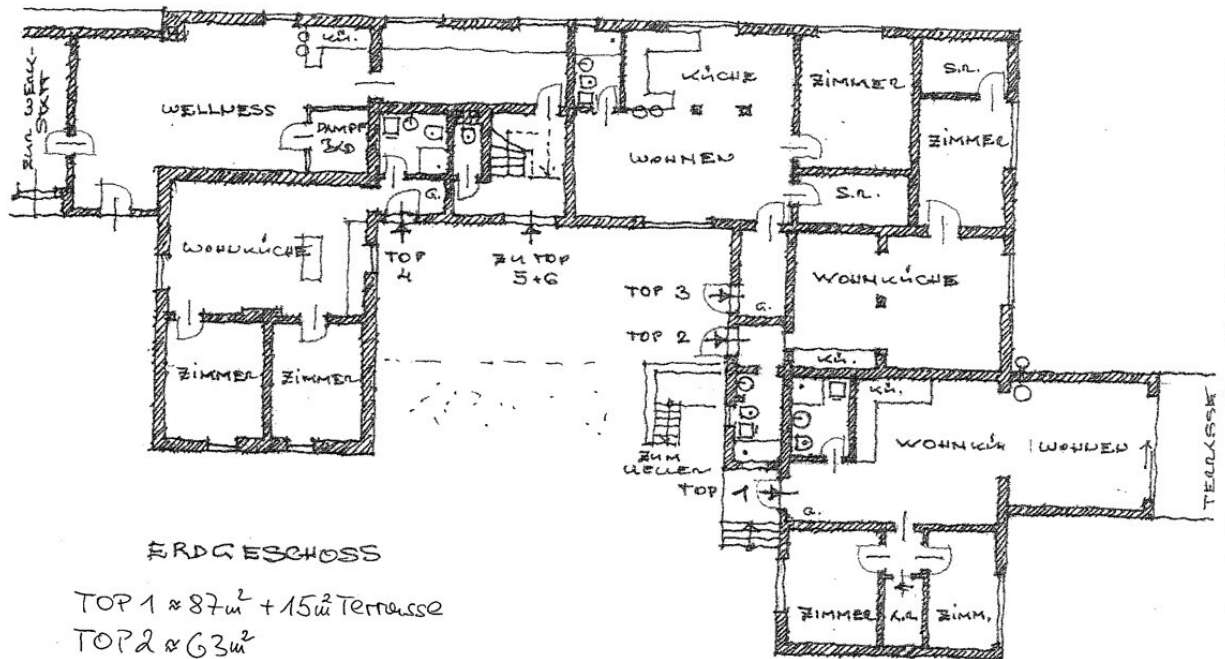 ZUR WERK-
STATT
WELLNESS
KÜ.
DAMPF
BAD
KÜCHE
WOHNEN
ZIMMER
S.R.
ZIMMER
S.R.
G.
WOHNKÜCHE
TOP
4
ZU TOP
5+6
TOP 3
G.
TOP 2
WOHNKÜCHE
KÜ.
ZIMMER
ZIMMER
ZUM
KELLER
KÜ.
WOHNKÜ
WOHNEN
TERRASSE
TOP 1
G.
ZIMMER
S.R.
ZIMM.
ERDGESCHOSS
TOP 1 ≈ 87m² + 15m² Terrasse
TOP 2 ≈ 63m²